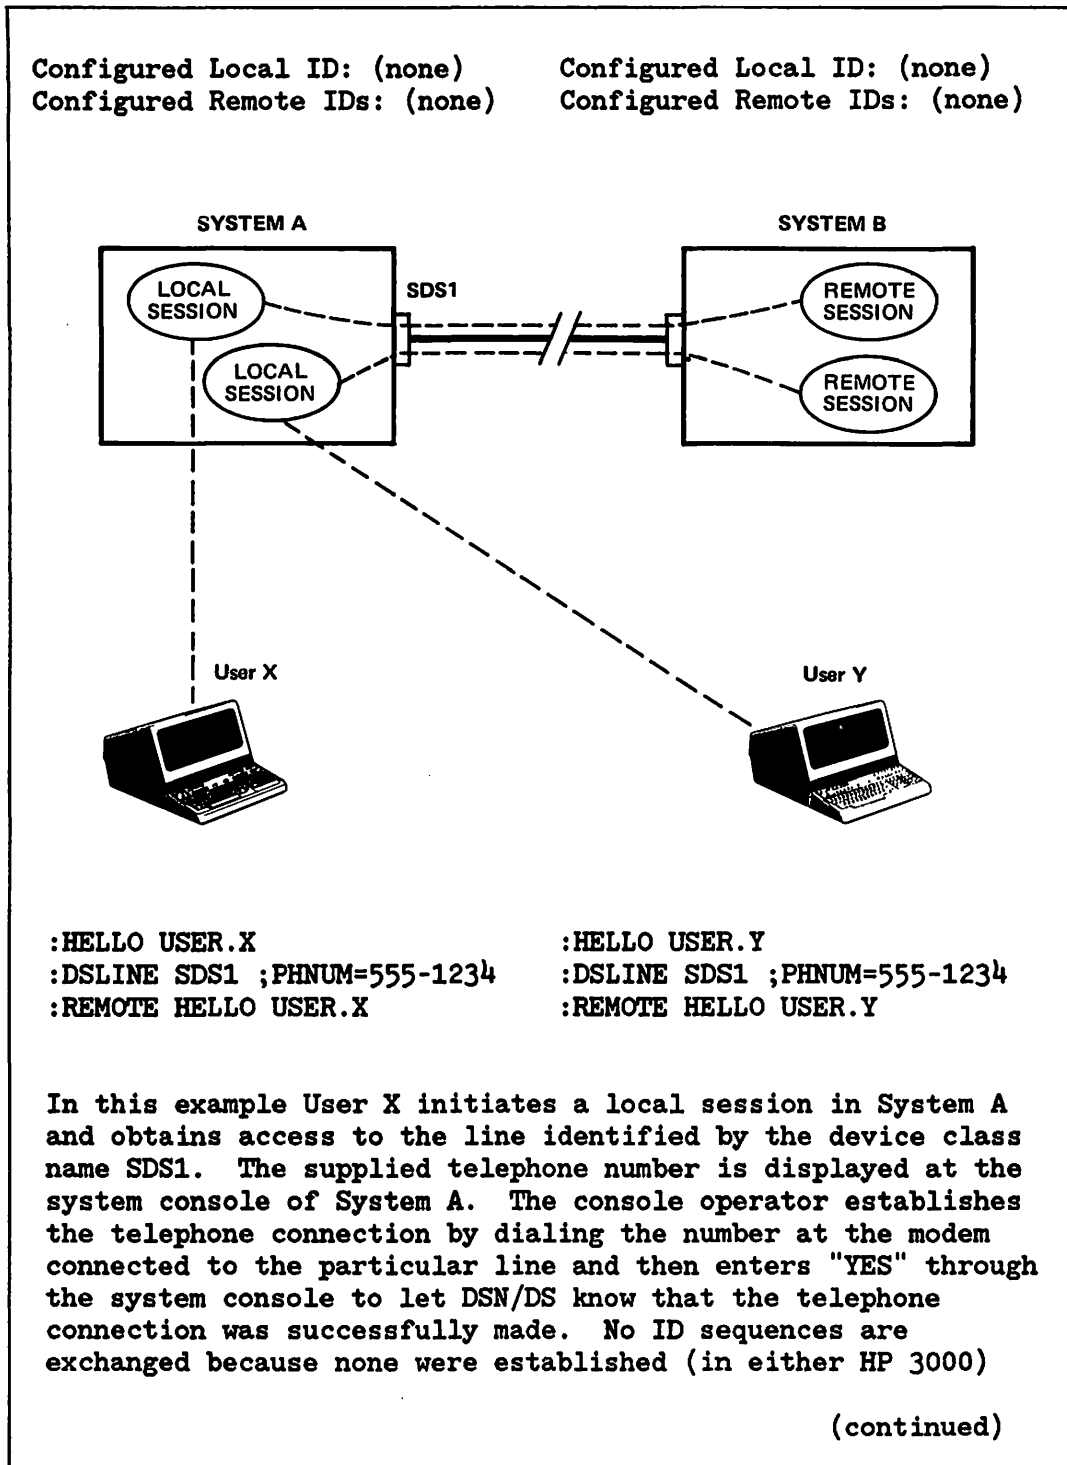 Configured Local ID: (none)    Configured Local ID: (none)
Configured Remote IDs: (none)    Configured Remote IDs: (none)
SYSTEM A    SYSTEM B
LOCAL
SESSION
SDS1
REMOTE
SESSION
LOCAL
SESSION
REMOTE
SESSION
User X    User Y
:HELLO USER.X    :HELLO USER.Y
:DSLINE SDS1 ;PHNUM=555-1234    :DSLINE SDS1 ;PHNUM=555-1234
:REMOTE HELLO USER.X    :REMOTE HELLO USER.Y
In this example User X initiates a local session in System A
and obtains access to the line identified by the device class
name SDS1.  The supplied telephone number is displayed at the
system console of System A.  The console operator establishes
the telephone connection by dialing the number at the modem
connected to the particular line and then enters "YES" through
the system console to let DSN/DS know that the telephone
connection was successfully made.  No ID sequences are
exchanged because none were established (in either HP 3000)
(continued)